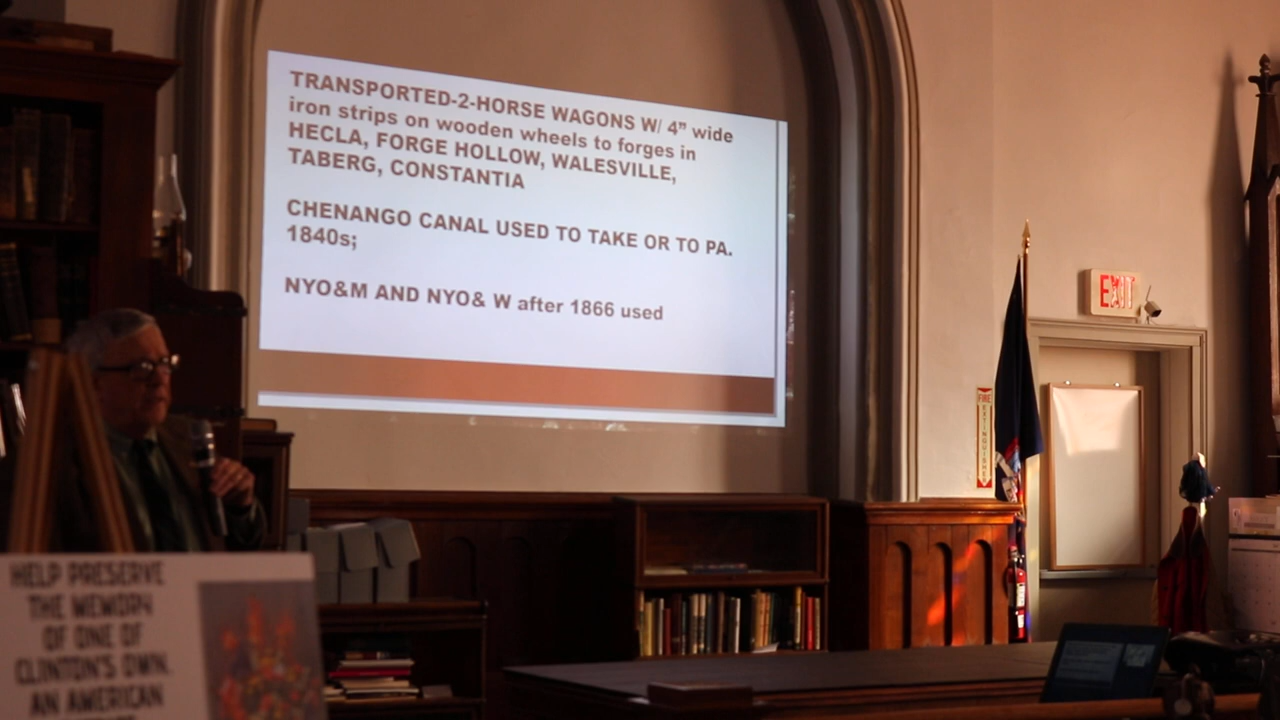 TRANSPORTED-2-HORSE WAGONS W/ 4” wide
iron strips on wooden wheels to forges in
HECLA, FORGE HOLLOW, WALESVILLE,
TABERG, CONSTANTIA
CHENANGO CANAL USED TO TAKE OR TO PA.
1840s;
NYO&M AND NYO& W after 1866 used
EXIT
FIRE
EXTINGUISHER
HELP PRESERVE
THE MEMORY
OF ONE OF
CLINTON'S OWN.
AN AMERICAN